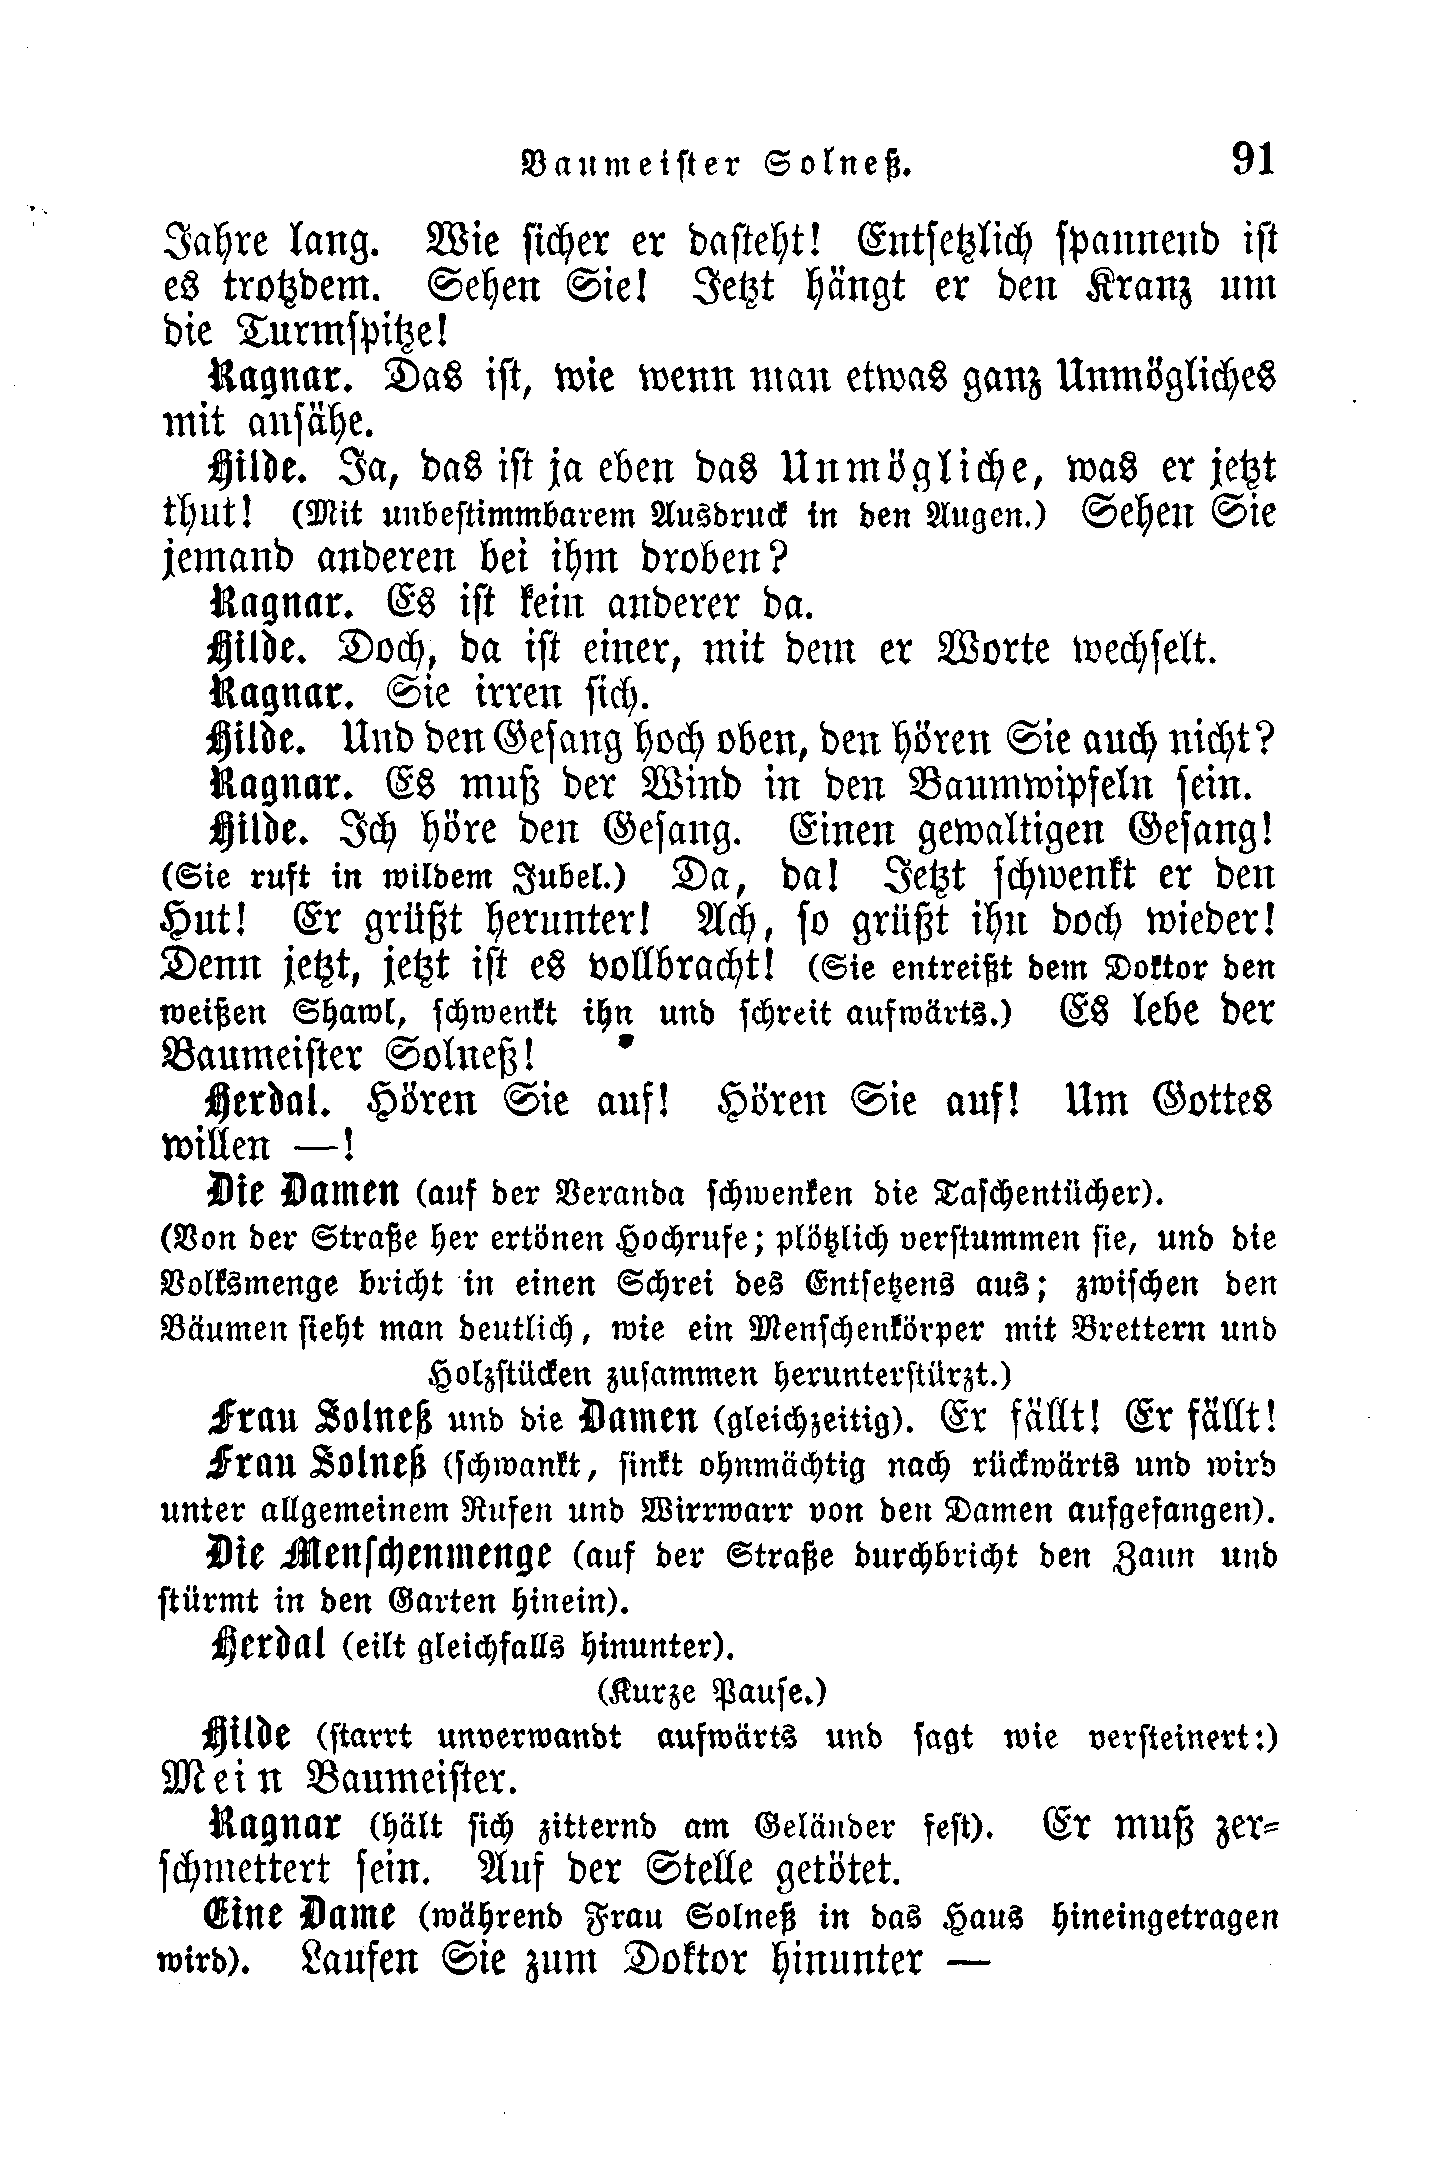 Baumeister Solneß. 91
Jahre lang. Wie sicher er dasteht! Entsetzlich spannend ist
es trotzdem. Sehen Sie! Jetzt hängt er den Kranz um
die Turmspitze!
Ragnar. Das ist, wie wenn man etwas ganz Unmögliches
mit ansähe.
Hilde. Ja, das ist ja eben das Unmögliche, was er jetzt
thut! (Mit unbestimmbarem Ausdruck in den Augen.) Sehen Sie
jemand anderen bei ihm droben?
Ragnar. Es ist kein anderer da.
Hilde. Doch, da ist einer, mit dem er Worte wechselt.
Ragnar. Sie irren sich.
Hilde. Und den Gesang hoch oben, den hören Sie auch nicht?
Ragnar. Es muß der Wind in den Baumwipfeln sein.
Hilde. Ich höre den Gesang. Einen gewaltigen Gesang!
(Sie ruft in wildem Jubel.) Da, da! Jetzt schwenkt er den
Hut! Er grüßt herunter! Ach, so grüßt ihn doch wieder!
Denn jetzt, jetzt ist es vollbracht! (Sie entreißt dem Doktor den
weißen Shawl, schwenkt ihn und schreit aufwärts.) Es lebe der
Baumeister Solneß!
Herdal. Hören Sie auf! Hören Sie auf! Um Gottes
willen —!
Die Damen (auf der Veranda schwenken die Taschentücher).
(Von der Straße her ertönen Hochrufe; plötzlich verstummen sie, und die
Volksmenge bricht in einen Schrei des Entsetzens aus; zwischen den
Bäumen sieht man deutlich, wie ein Menschenkörper mit Brettern und
Holzstücken zusammen herunterstürzt.)
Frau Solneß und die Damen (gleichzeitig). Er fällt! Er fällt!
Frau Solneß (schwankt, sinkt ohnmächtig nach rückwärts und wird
unter allgemeinem Rufen und Wirrwarr von den Damen aufgefangen).
Die Menschenmenge (auf der Straße durchbricht den Zaun und
stürmt in den Garten hinein).
Herdal (eilt gleichfalls hinunter).
(Kurze Pause.)
Hilde (starrt unverwandt aufwärts und sagt wie versteinert:)
Mein Baumeister.
Ragnar (hält sich zitternd am Geländer fest). Er muß zer-
schmettert sein. Auf der Stelle getötet.
Eine Dame (während Frau Solneß in das Haus hineingetragen
wird). Laufen Sie zum Doktor hinunter —